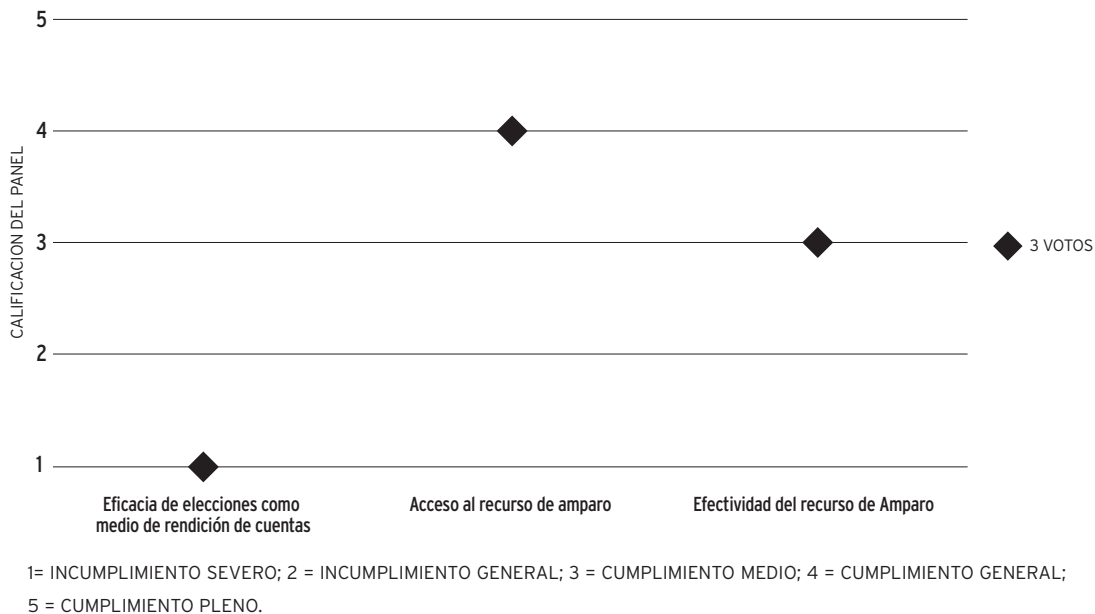 5
4
CALIFICACION DEL PANEL
3
3 VOTOS
2
1
Eficacia de elecciones como
medio de rendición de cuentas
Acceso al recurso de amparo
Efectividad del recurso de Amparo
1= INCUMPLIMIENTO SEVERO; 2 = INCUMPLIMIENTO GENERAL; 3 = CUMPLIMIENTO MEDIO; 4 = CUMPLIMIENTO GENERAL;
5 = CUMPLIMIENTO PLENO.